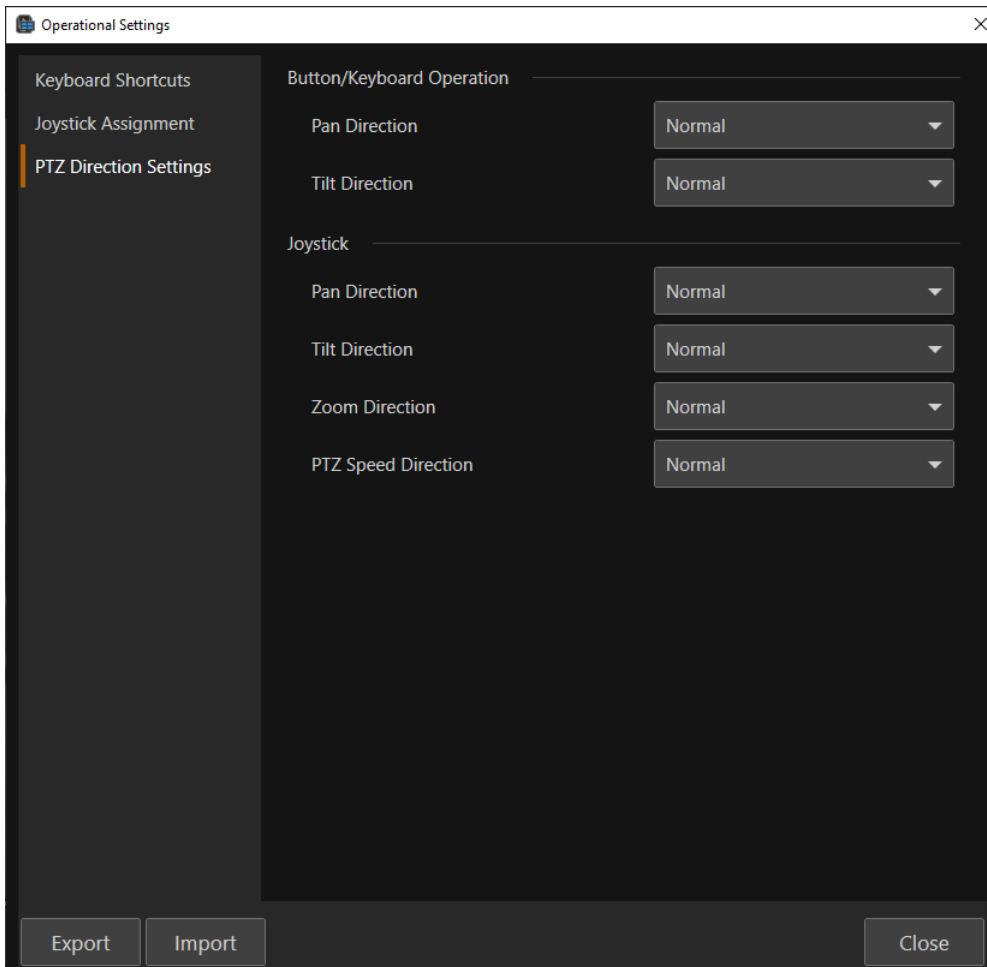 Operational Settings
Keyboard Shortcuts
Joystick Assignment
PTZ Direction Settings
Button/Keyboard Operation
Pan Direction Normal
Tilt Direction Normal
Joystick
Pan Direction Normal
Tilt Direction Normal
Zoom Direction Normal
PTZ Speed Direction Normal
Export Import Close